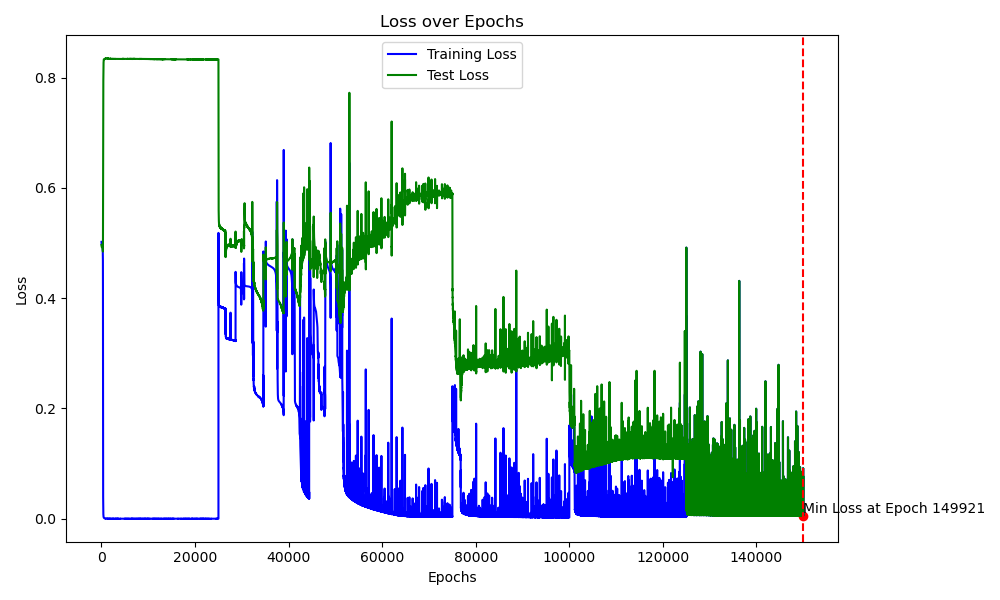 Loss over Epochs
Training Loss
Test Loss
Loss
0.8
0.6
0.4
0.2
0.0
Min Loss at Epoch 149921
0 20000 40000 60000 80000 100000 120000 140000
Epochs